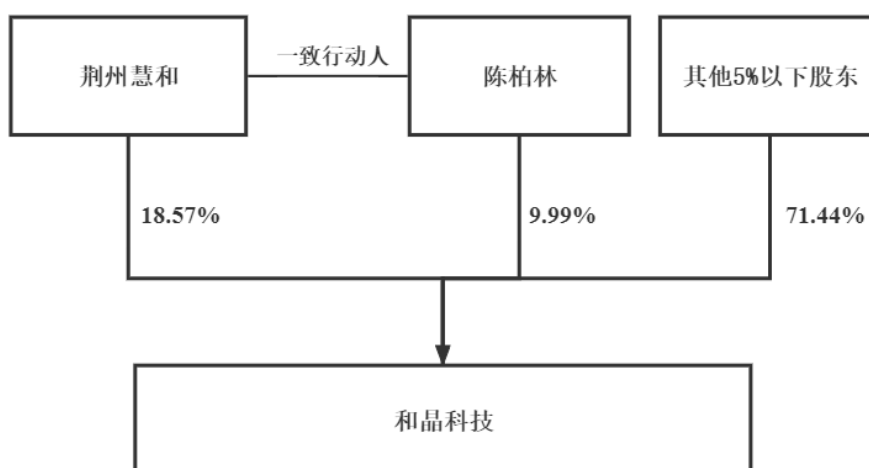 一致行动人
荆州慧和
陈柏林
其他5%以下股东
18.57%
9.99%
71.44%
和晶科技